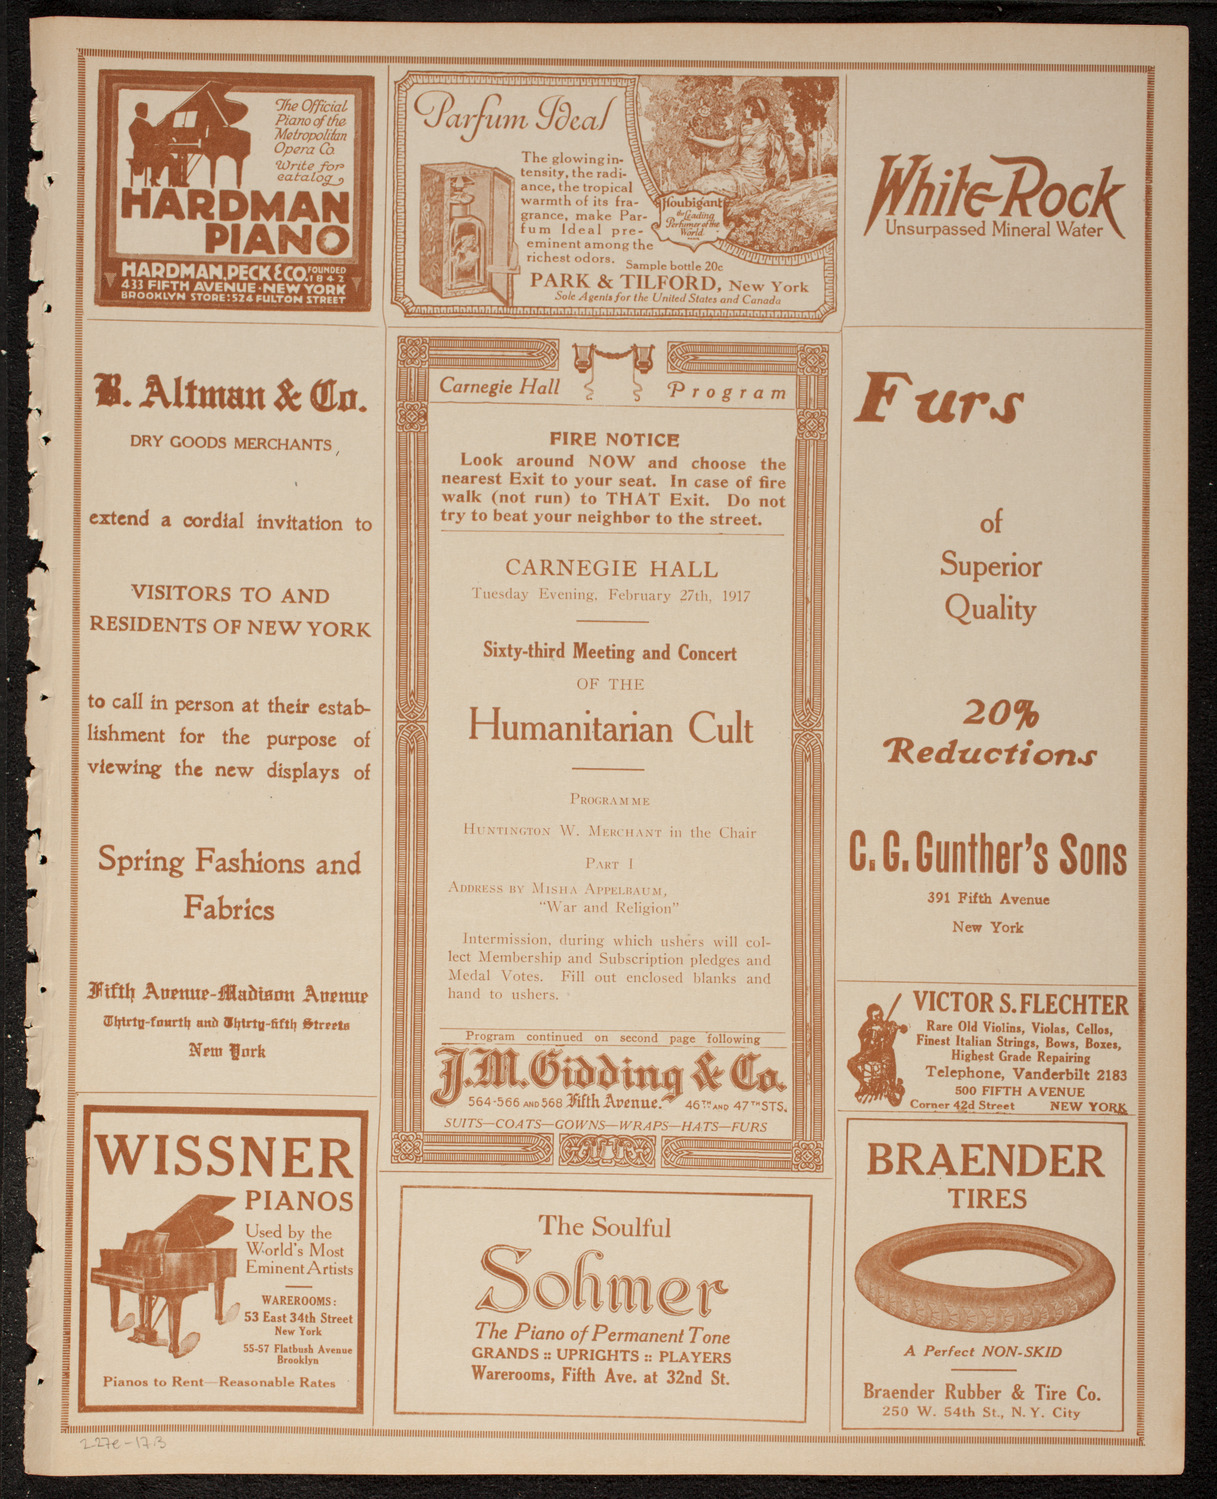 The Official
Piano of the
Metropolitan
Opera Co.
Write for
catalog
HARDMAN
PIANO
HARDMAN, PECK & CO. FOUNDED 1842
433 FIFTH AVENUE · NEW YORK
BROOKLYN STORE: 524 FULTON STREET
Parfum Ideal
The glowing in-
tensity, the radi-
ance, the tropical
warmth of its fra-
grance, make Par-
fum Ideal pre-
eminent among the
richest odors.
Houbigant
the Leading
Perfumer of the
World
Sample bottle 20c
PARK & TILFORD, New York
Sole Agents for the United States and Canada
White-Rock
Unsurpassed Mineral Water
B. Altman & Co.
DRY GOODS MERCHANTS
extend a cordial invitation to
VISITORS TO AND
RESIDENTS OF NEW YORK
to call in person at their estab-
lishment for the purpose of
viewing the new displays of
Spring Fashions and
Fabrics
Fifth Avenue-Madison Avenue
Thirty-fourth and Thirty-fifth Streets
New York
Carnegie Hall Program
FIRE NOTICE
Look around NOW and choose the
nearest Exit to your seat. In case of fire
walk (not run) to THAT Exit. Do not
try to beat your neighbor to the street.
CARNEGIE HALL
Tuesday Evening, February 27th, 1917
Sixty-third Meeting and Concert
OF THE
Humanitarian Cult
PROGRAMME
HUNTINGTON W. MERCHANT in the Chair
PART I
ADDRESS BY MISHA APPELBAUM,
"War and Religion"
Intermission, during which ushers will col-
lect Membership and Subscription pledges and
Medal Votes. Fill out enclosed blanks and
hand to ushers.
Program continued on second page following
J.M. Gidding & Co.
564-566 AND 568 Fifth Avenue. 46TH AND 47TH STS.
SUITS—COATS—GOWNS—WRAPS—HATS—FURS
Furs
of
Superior
Quality
20%
Reductions
C. G. Gunther's Sons
391 Fifth Avenue
New York
VICTOR S. FLECHTER
Rare Old Violins, Violas, Cellos,
Finest Italian Strings, Bows, Boxes,
Highest Grade Repairing
Telephone, Vanderbilt 2183
500 FIFTH AVENUE
Corner 42d Street NEW YORK
WISSNER
PIANOS
Used by the
World's Most
Eminent Artists
WAREROOMS:
53 East 34th Street
New York
55-57 Flatbush Avenue
Brooklyn
Pianos to Rent—Reasonable Rates
The Soulful
Sohmer
The Piano of Permanent Tone
GRANDS :: UPRIGHTS :: PLAYERS
Warerooms, Fifth Ave. at 32nd St.
BRAENDER
TIRES
A Perfect NON-SKID
Braender Rubber & Tire Co.
250 W. 54th St., N. Y. City
227e-17.3